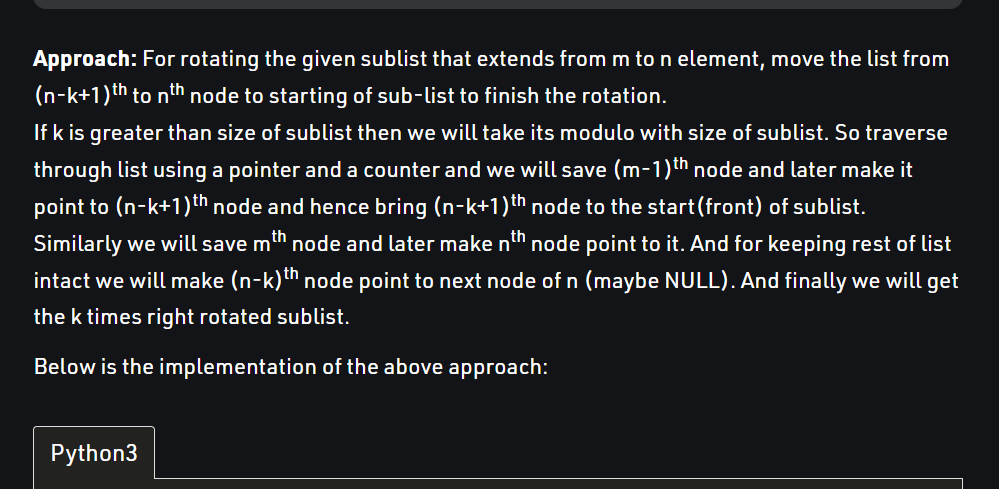 Approach: For rotating the given sublist that extends from m to n element, move the list from
(n-k+1)th to nth node to starting of sub-list to finish the rotation.
If k is greater than size of sublist then we will take its modulo with size of sublist. So traverse
through list using a pointer and a counter and we will save (m-1)th node and later make it
point to (n-k+1)th node and hence bring (n-k+1)th node to the start(front) of sublist.
Similarly we will save mth node and later make nth node point to it. And for keeping rest of list
intact we will make (n-k)th node point to next node of n (maybe NULL). And finally we will get
the k times right rotated sublist.
Below is the implementation of the above approach:
Python3